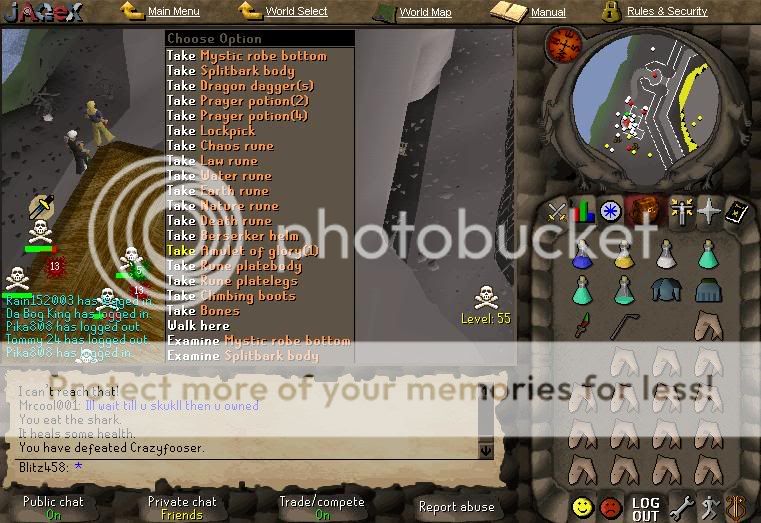 JAGeX
Main Menu
World Select
World Map
Manual
Rules & Security
Choose Option
Take Mystic robe bottom
Take Splitbark body
Take Dragon dagger(s)
Take Prayer potion(2)
Take Prayer potion(4)
Take Lockpick
Take Chaos rune
Take Law rune
Take Water rune
Take Earth rune
Take Nature rune
Take Death rune
Take Berserker helm
Take Amulet of glory(1)
Take Rune platebody
Take Rune platelegs
Take Climbing boots
Take Bones
Walk here
Examine Mystic robe bottom
Examine Splitbark body
13
5
Level: 55
Rain152003 has logged in.
Da Bog King has logged in.
Pika808 has logged out.
Tommy 24 has logged out.
Pika808 has logged in.
photobucket
Protect more of your memories for less!
I can't reach that!
Mrcool001: Ill wait till u skukll then u owned
You eat the shark.
It heals some health.
You have defeated Crazyfooser.
Blitz458: *
Public chat
On
Private chat
Friends
Trade/compete
On
Report abuse
LOG
OUT